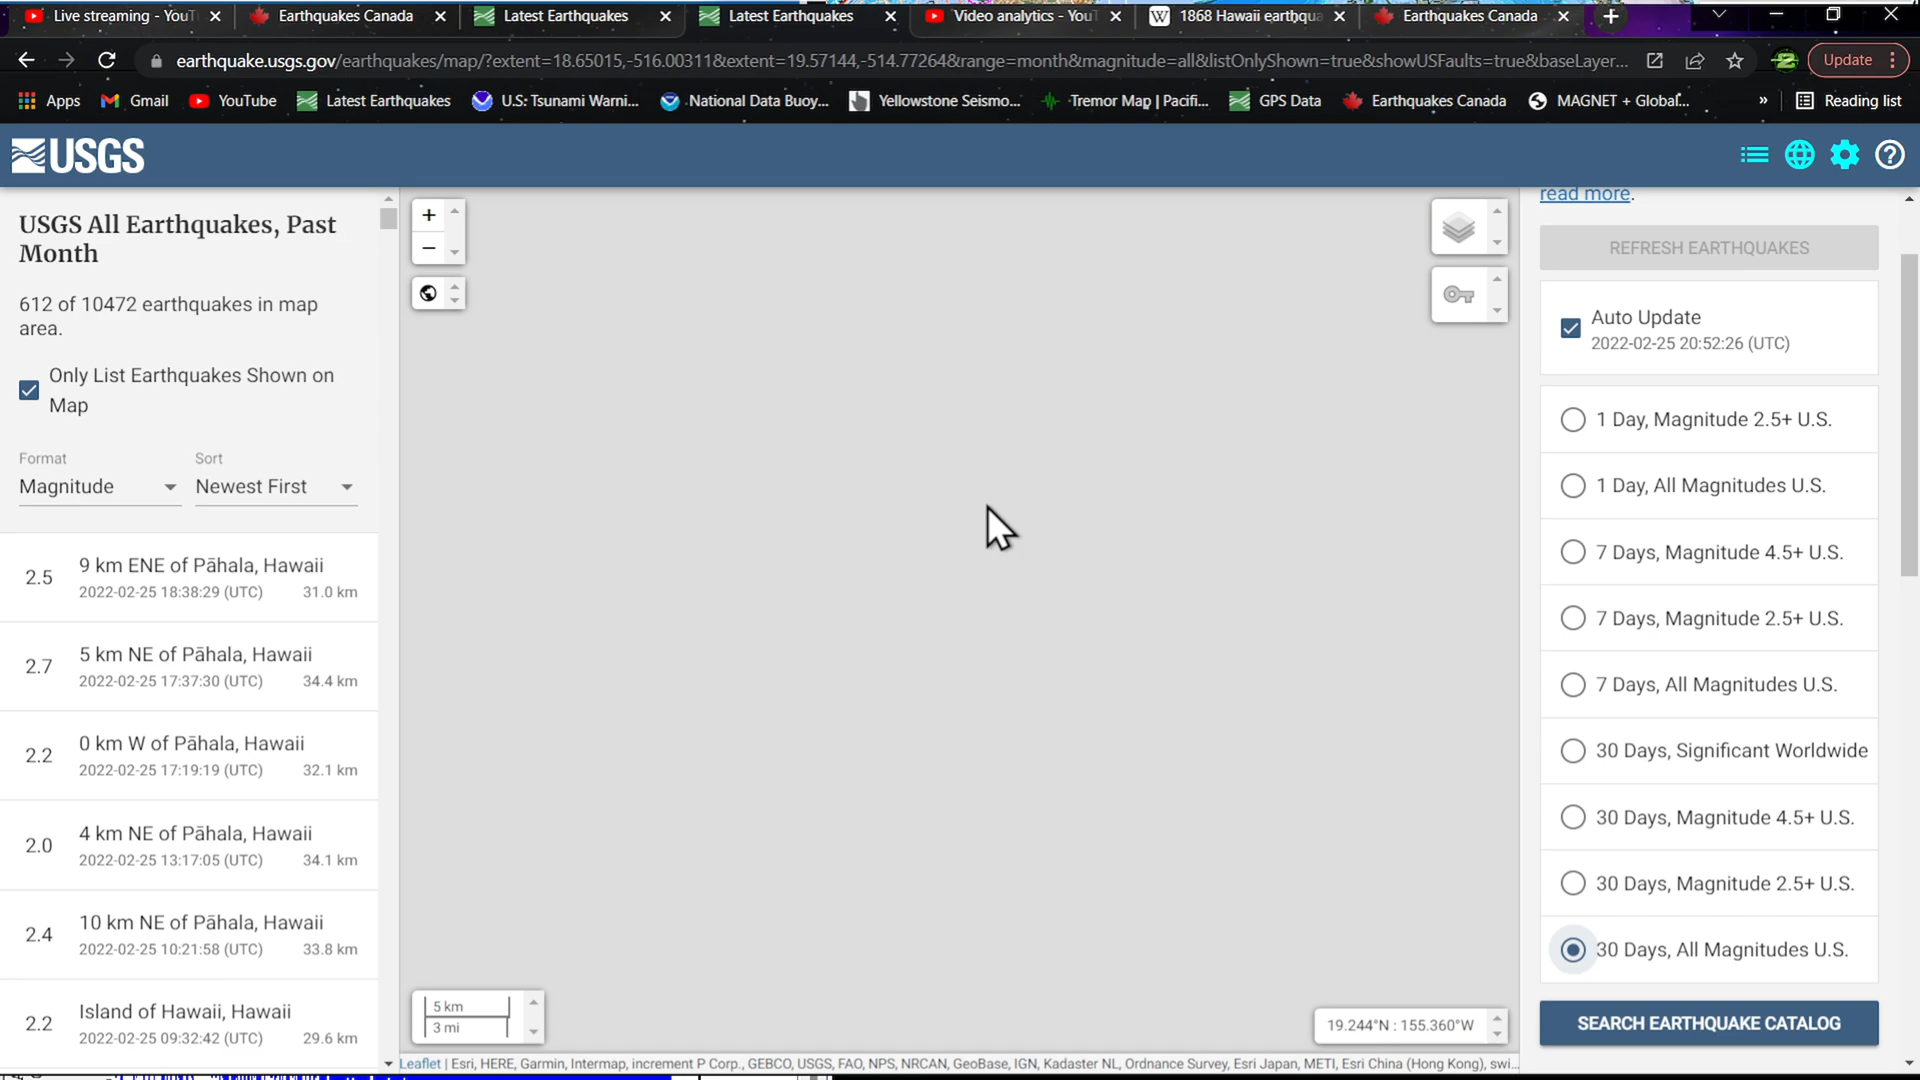 Live streaming - YouT
Earthquakes Canada
Latest Earthquakes
Latest Earthquakes
Video analytics - You
1868 Hawaii earthqua
Earthquakes Canada
earthquake.usgs.gov/earthquakes/map/?extent=18.65015,-516.00311&extent=19.57144,-514.77264&range=month&magnitude=all&listOnlyShown=true&showUSFaults=true&baseLayer...
Update
Apps
Gmail
YouTube
Latest Earthquakes
U.S: Tsunami Warni...
National Data Buoy...
Yellowstone Seismo...
Tremor Map | Pacifi...
GPS Data
Earthquakes Canada
MAGNET + Global...
»
Reading list
USGS
USGS All Earthquakes, Past
Month
612 of 10472 earthquakes in map
area.
Only List Earthquakes Shown on
Map
Format
Magnitude
Sort
Newest First
2.5
9 km ENE of Pāhala, Hawaii
2022-02-25 18:38:29 (UTC) 31.0 km
2.7
5 km NE of Pāhala, Hawaii
2022-02-25 17:37:30 (UTC) 34.4 km
2.2
0 km W of Pāhala, Hawaii
2022-02-25 17:19:19 (UTC) 32.1 km
2.0
4 km NE of Pāhala, Hawaii
2022-02-25 13:17:05 (UTC) 34.1 km
2.4
10 km NE of Pāhala, Hawaii
2022-02-25 10:21:58 (UTC) 33.8 km
2.2
Island of Hawaii, Hawaii
2022-02-25 09:32:42 (UTC) 29.6 km
+
−
5 km
3 mi
19.244°N : 155.360°W
Leaflet | Esri, HERE, Garmin, Intermap, increment P Corp., GEBCO, USGS, FAO, NPS, NRCAN, GeoBase, IGN, Kadaster NL, Ordnance Survey, Esri Japan, METI, Esri China (Hong Kong), swi...
read more.
REFRESH EARTHQUAKES
Auto Update
2022-02-25 20:52:26 (UTC)
1 Day, Magnitude 2.5+ U.S.
1 Day, All Magnitudes U.S.
7 Days, Magnitude 4.5+ U.S.
7 Days, Magnitude 2.5+ U.S.
7 Days, All Magnitudes U.S.
30 Days, Significant Worldwide
30 Days, Magnitude 4.5+ U.S.
30 Days, Magnitude 2.5+ U.S.
30 Days, All Magnitudes U.S.
SEARCH EARTHQUAKE CATALOG